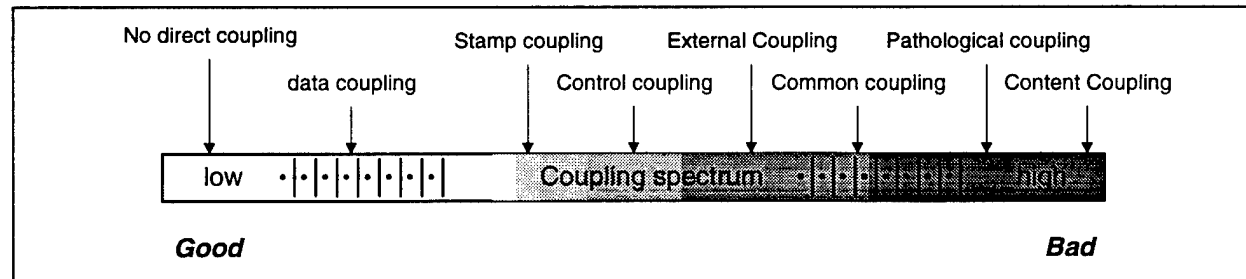 No direct coupling
Stamp coupling
External Coupling
Pathological coupling
data coupling
Control coupling
Common coupling
Content Coupling
low
Coupling spectrum
high
Good
Bad